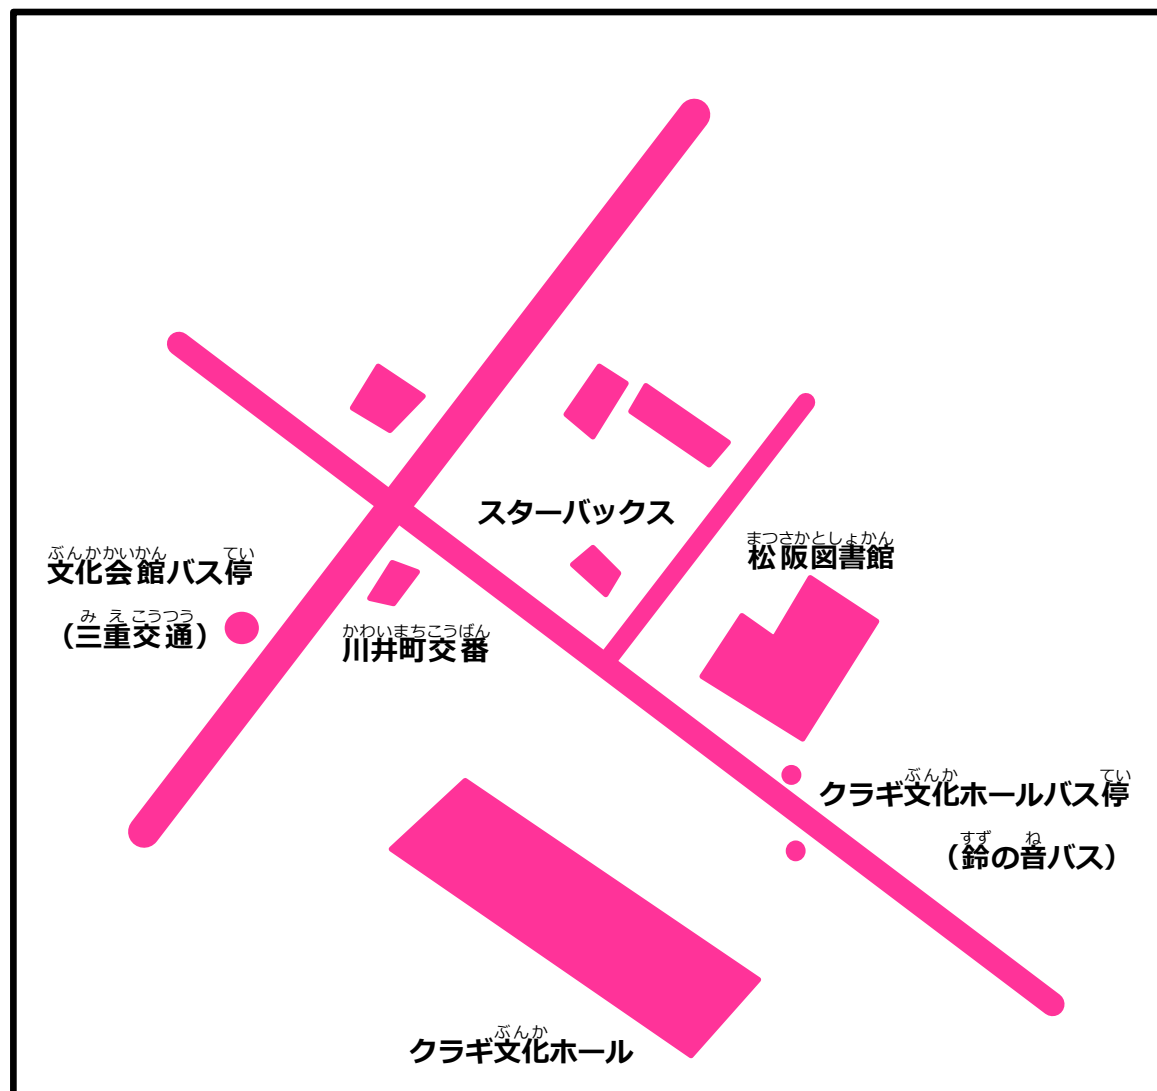 スターバックス
まつさかとしょかん
松阪図書館
ぶんかかいかん てい
文化会館バス停
みえこうつう
（三重交通）
かわいまちこうばん
川井町交番
ぶんか てい
クラギ文化ホールバス停
すず ね
（鈴の音バス）
ぶんか
クラギ文化ホール